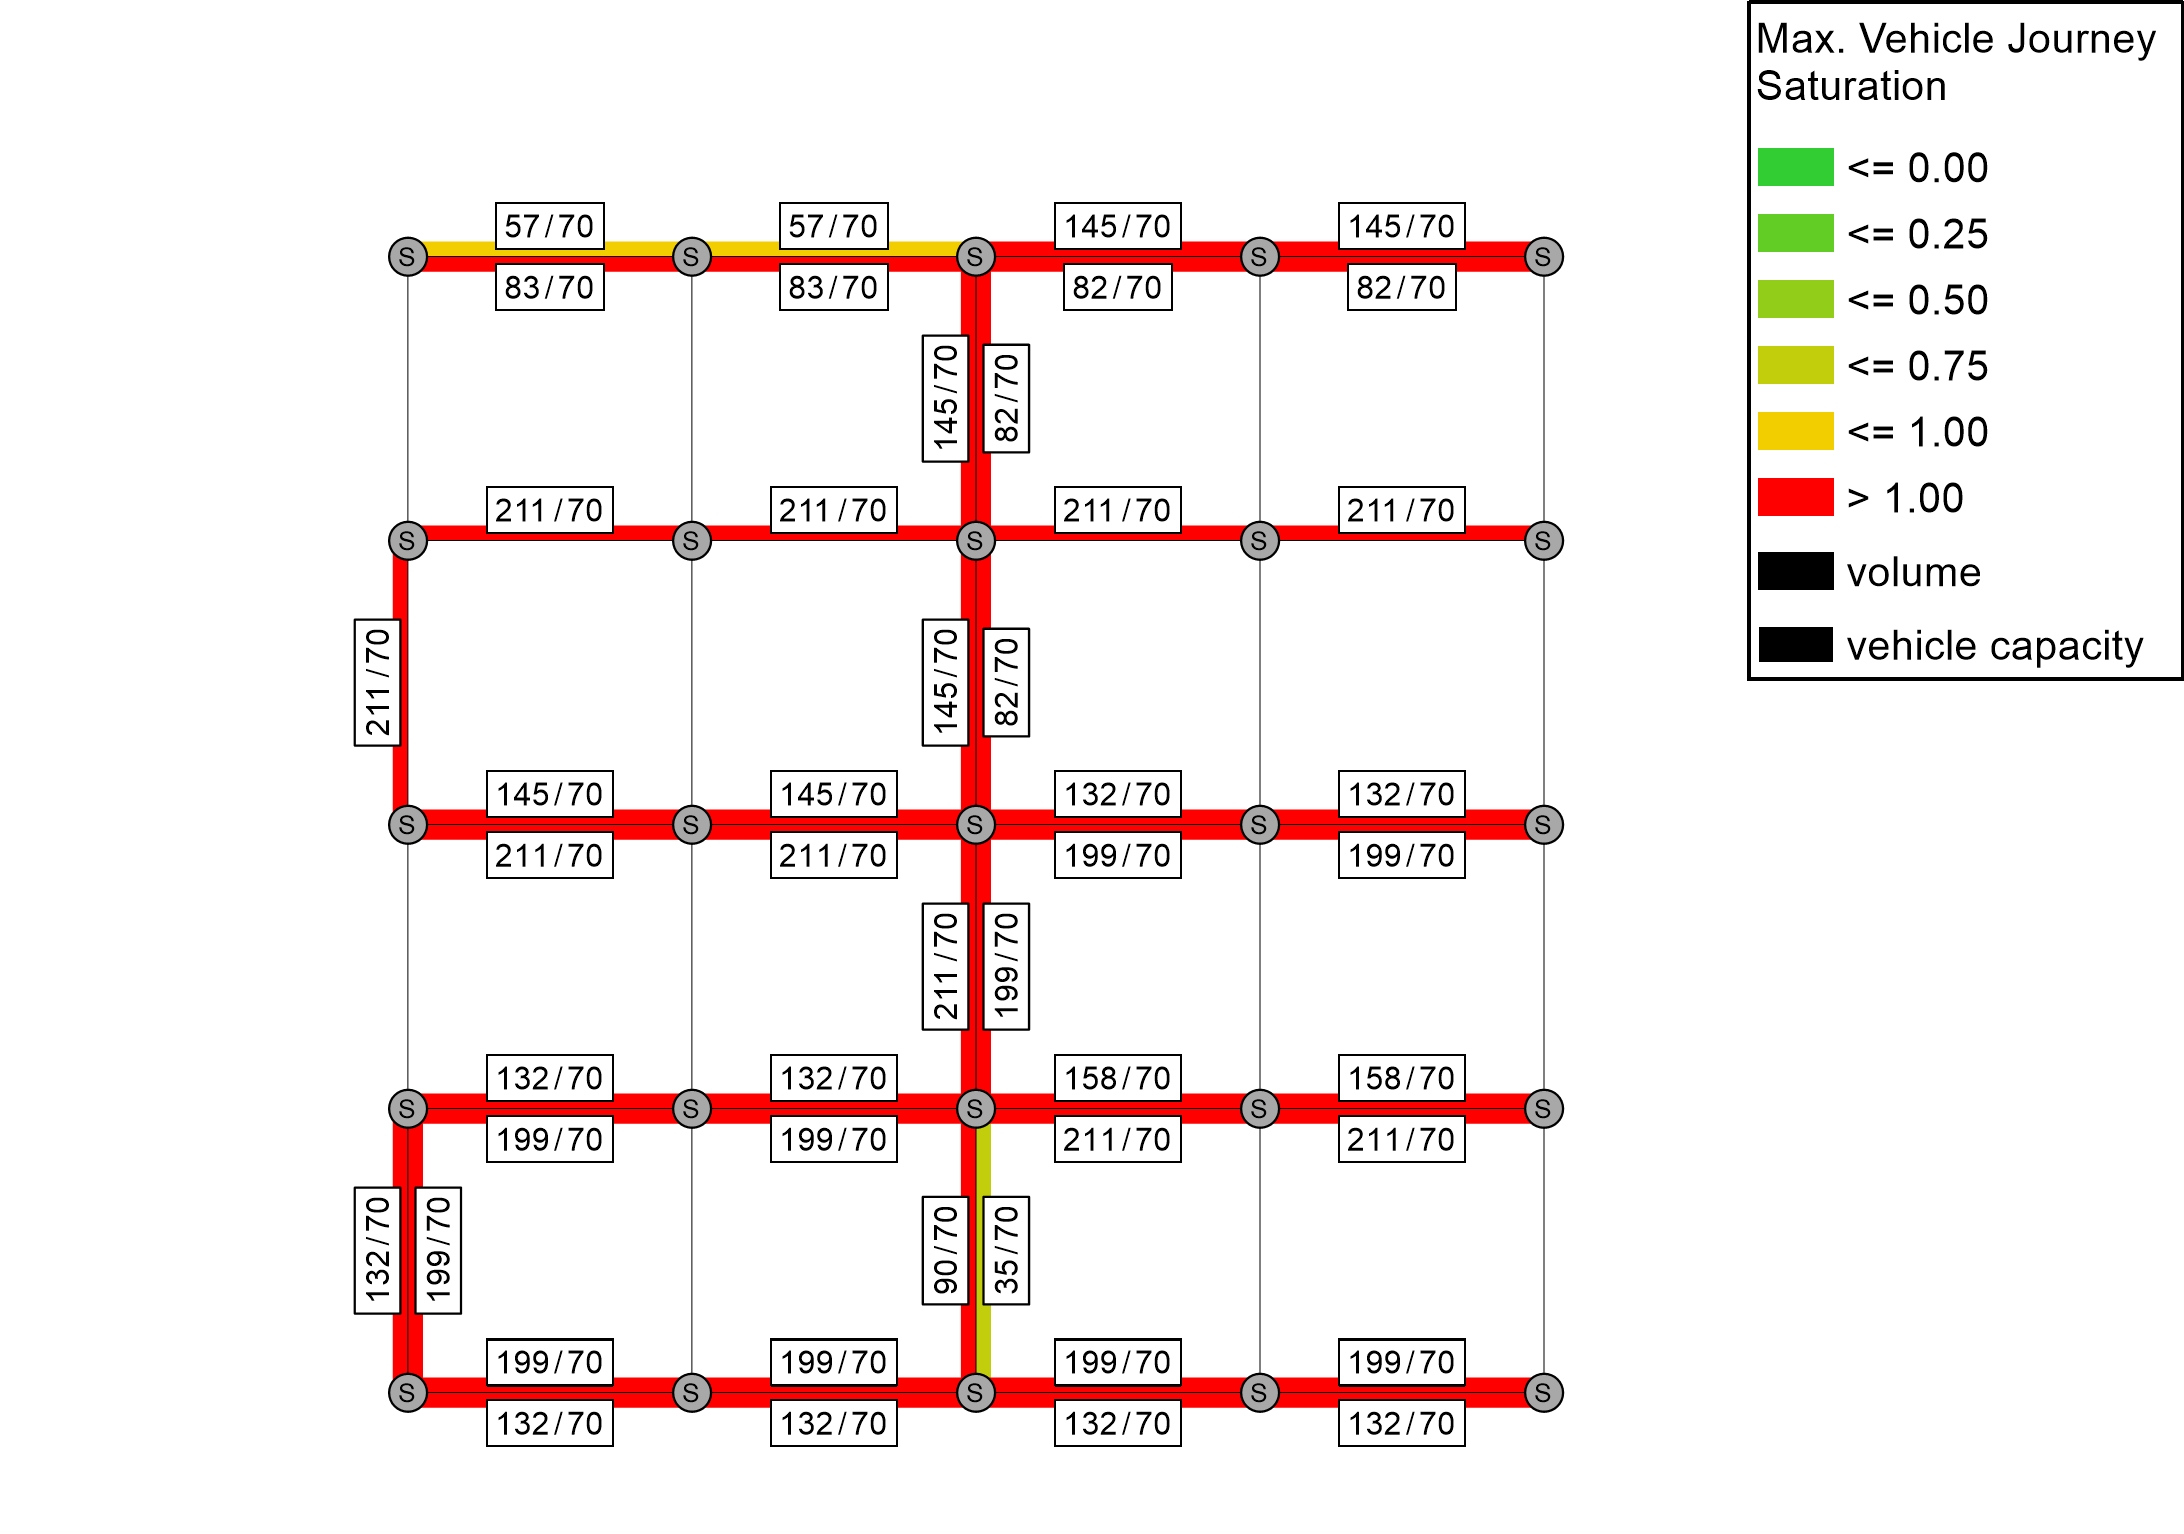 Max. Vehicle Journey
Saturation
<= 0.00
<= 0.25
<= 0.50
<= 0.75
<= 1.00
> 1.00
volume
vehicle capacity
57/70 57/70 145/70 145/70
S S S S S
83/70 83/70 82/70 82/70
145/70 82/70
211/70 211/70 211/70 211/70
S S S S S
211/70 145/70 82/70
145/70 145/70 132/70 132/70
S S S S S
211/70 211/70 199/70 199/70
211/70 199/70
132/70 132/70 158/70 158/70
S S S S S
199/70 199/70 211/70 211/70
132/70 199/70 90/70 35/70
199/70 199/70 199/70 199/70
S S S S S
132/70 132/70 132/70 132/70